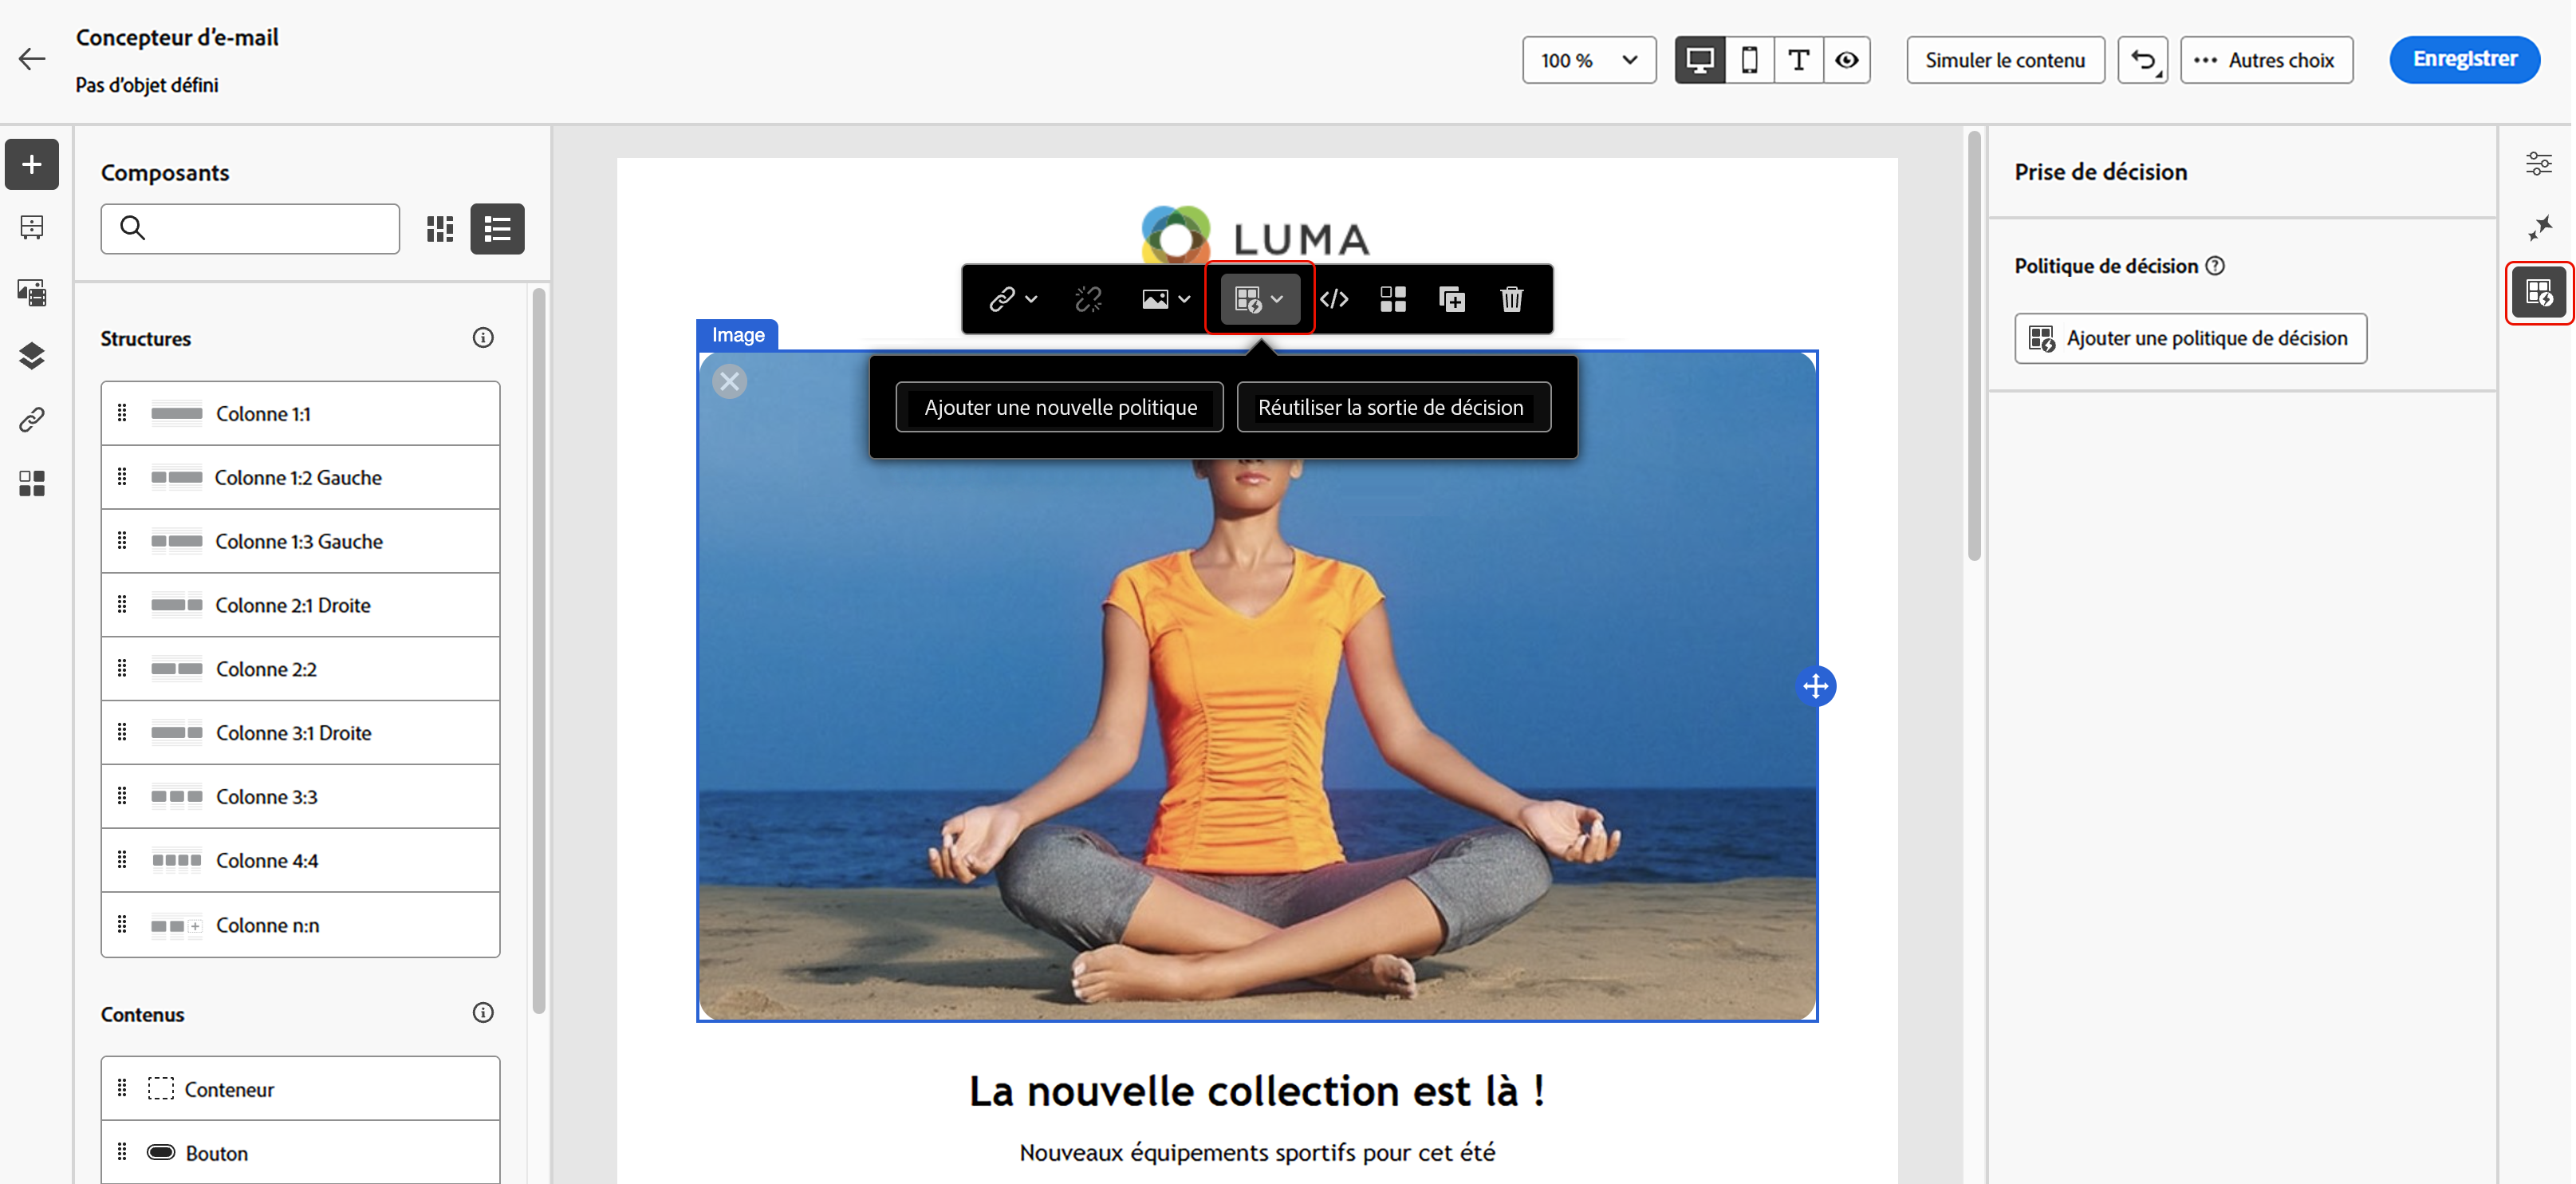 Concepteur d'e-mail
Pas d'objet défini
100 %
Simuler le contenu
Autres choix
Enregistrer
Composants
Structures
Colonne 1:1
Colonne 1:2 Gauche
Colonne 1:3 Gauche
Colonne 2:1 Droite
Colonne 2:2
Colonne 3:1 Droite
Colonne 3:3
Colonne 4:4
Colonne n:n
Contenus
Conteneur
Bouton
LUMA
Image
Ajouter une nouvelle politique
Réutiliser la sortie de décision
La nouvelle collection est là !
Nouveaux équipements sportifs pour cet été
Prise de décision
Politique de décision
Ajouter une politique de décision